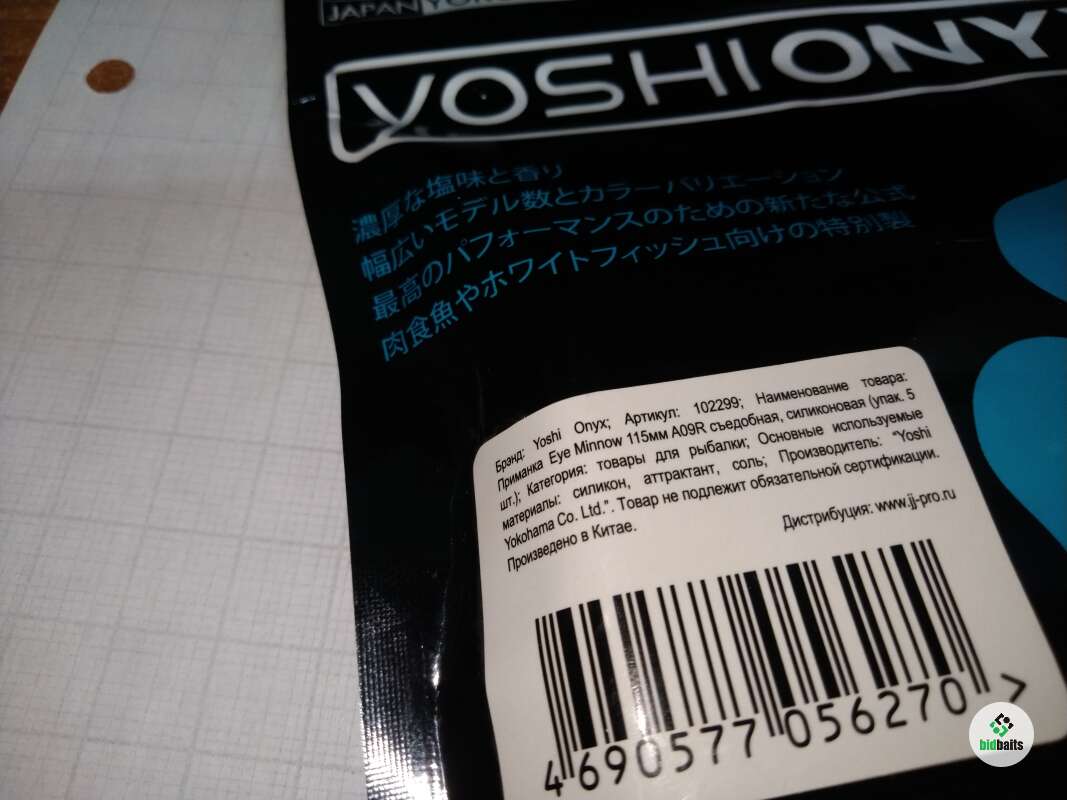 JAPAN
YOSHIONY
濃厚な塩味と香り
幅広いモデル数とカラーバリエーション
最高のパフォーマンスのための新たな公式
肉食魚やホワイトフィッシュ向けの特別製
Брэнд: Yoshi Onyx; Артикул: 102299; Наименование товара:
Приманка Eye Minnow 115мм A09R съедобная, силиконовая (упак. 5
шт.); Категория: товары для рыбалки; Основные используемые
материалы: силикон, аттрактант, соль; Производитель: “Yoshi
Yokohama Co. Ltd.”. Товар не подлежит обязательной сертификации.
Произведено в Китае.
Дистрибуция: www.jj-pro.ru
4 690577 056270 >
bidbaits